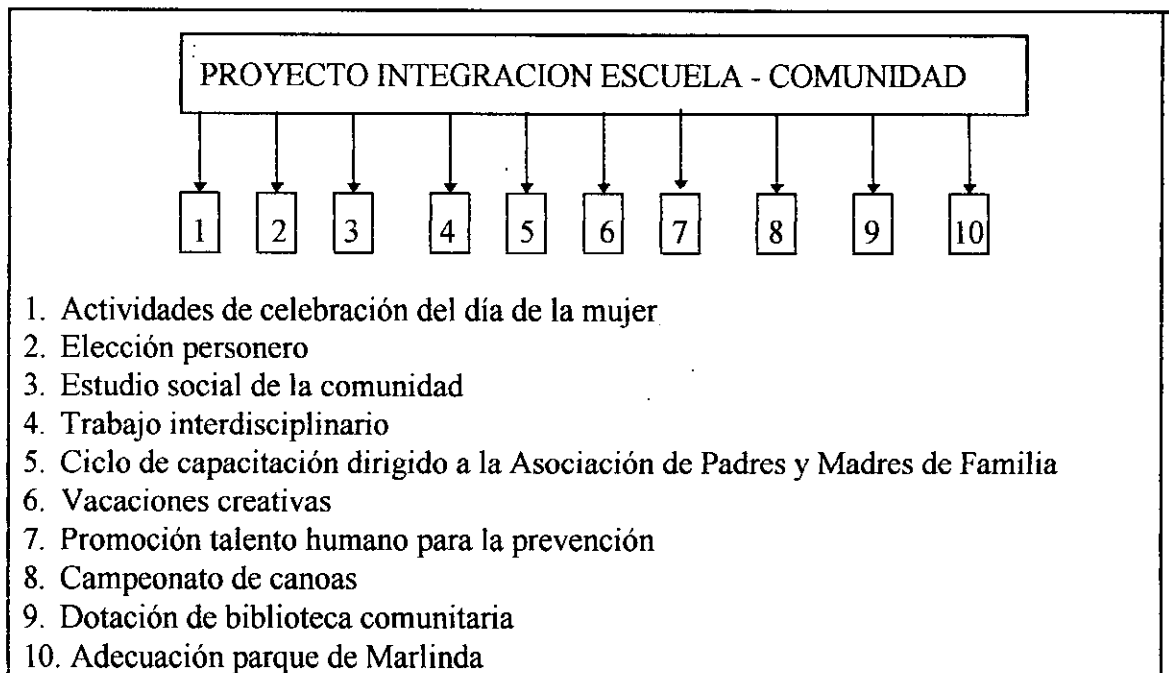 PROYECTO INTEGRACION ESCUELA - COMUNIDAD
1 2 3 4 5 6 7 8 9 10
1. Actividades de celebración del día de la mujer
2. Elección personero
3. Estudio social de la comunidad
4. Trabajo interdisciplinario
5. Ciclo de capacitación dirigido a la Asociación de Padres y Madres de Familia
6. Vacaciones creativas
7. Promoción talento humano para la prevención
8. Campeonato de canoas
9. Dotación de biblioteca comunitaria
10. Adecuación parque de Marlinda